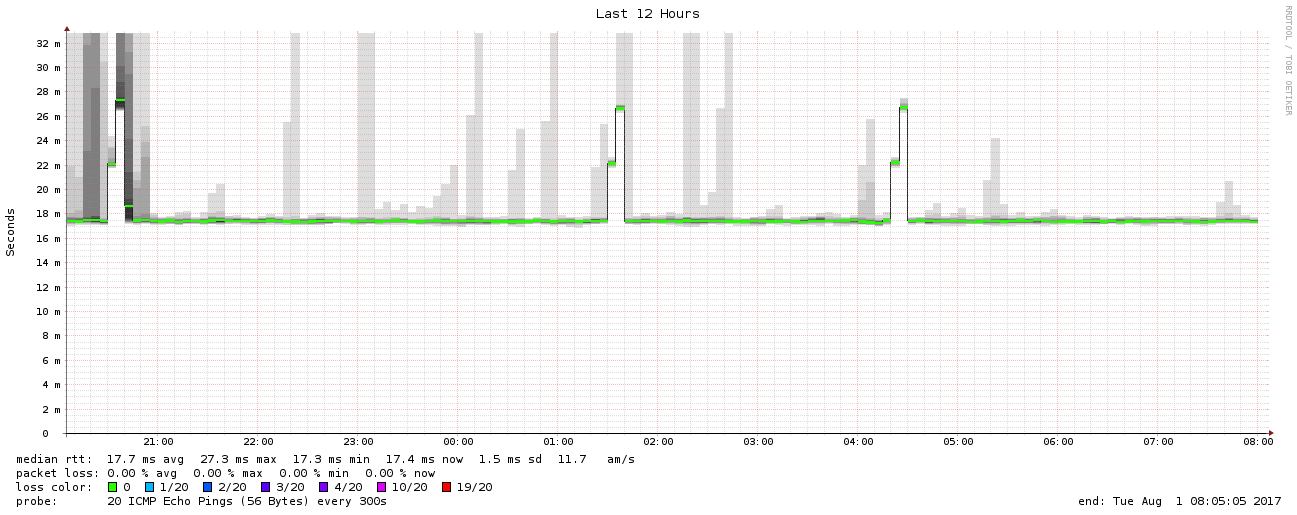 Last 12 Hours
RRDTOOL / TOBI OETIKER
Seconds
32 m
30 m
28 m
26 m
24 m
22 m
20 m
18 m
16 m
14 m
12 m
10 m
8 m
6 m
4 m
2 m
0
21:00 22:00 23:00 00:00 01:00 02:00 03:00 04:00 05:00 06:00 07:00 08:00
median rtt: 17.7 ms avg 27.3 ms max 17.3 ms min 17.4 ms now 1.5 ms sd 11.7 am/s
packet loss: 0.00 % avg 0.00 % max 0.00 % min 0.00 % now
loss color: 0 1/20 2/20 3/20 4/20 10/20 19/20
probe: 20 ICMP Echo Pings (56 Bytes) every 300s end: Tue Aug 1 08:05:05 2017